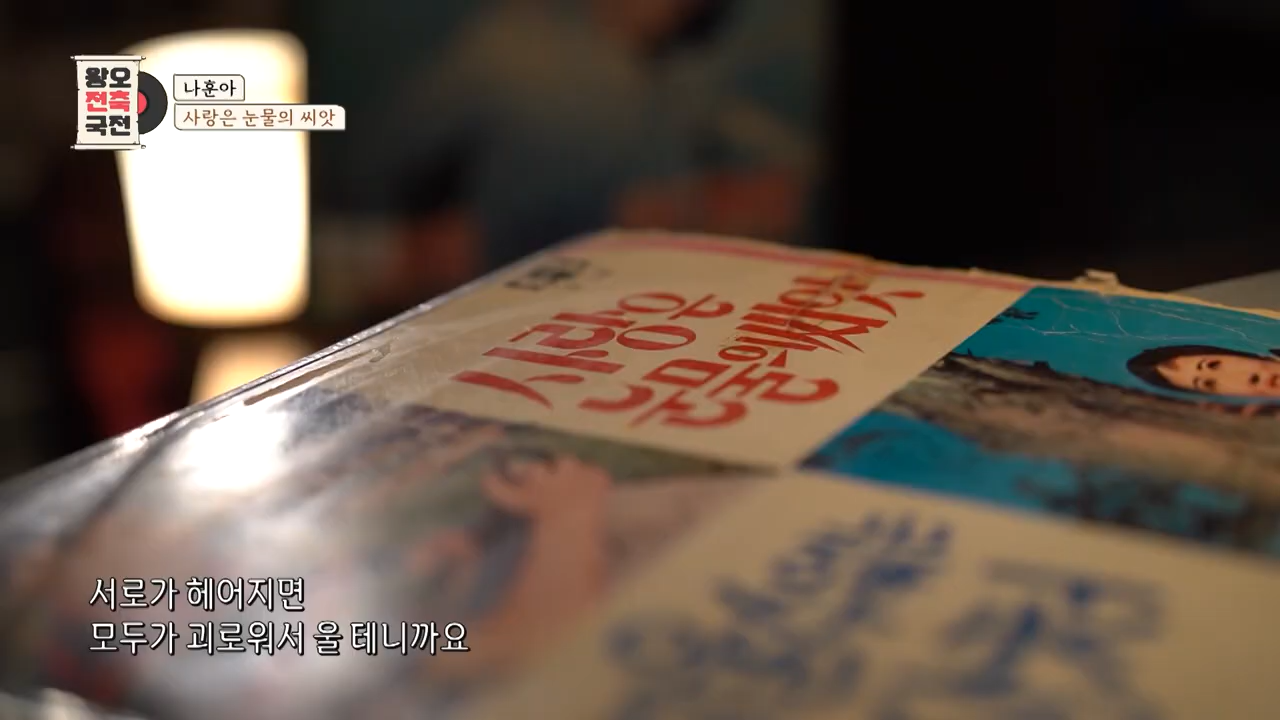 왕오
전축
국전
나훈아
사랑은 눈물의 씨앗
사랑은
눈물의 씨앗
서로가 헤어지면
모두가 괴로워서 울 테니까요